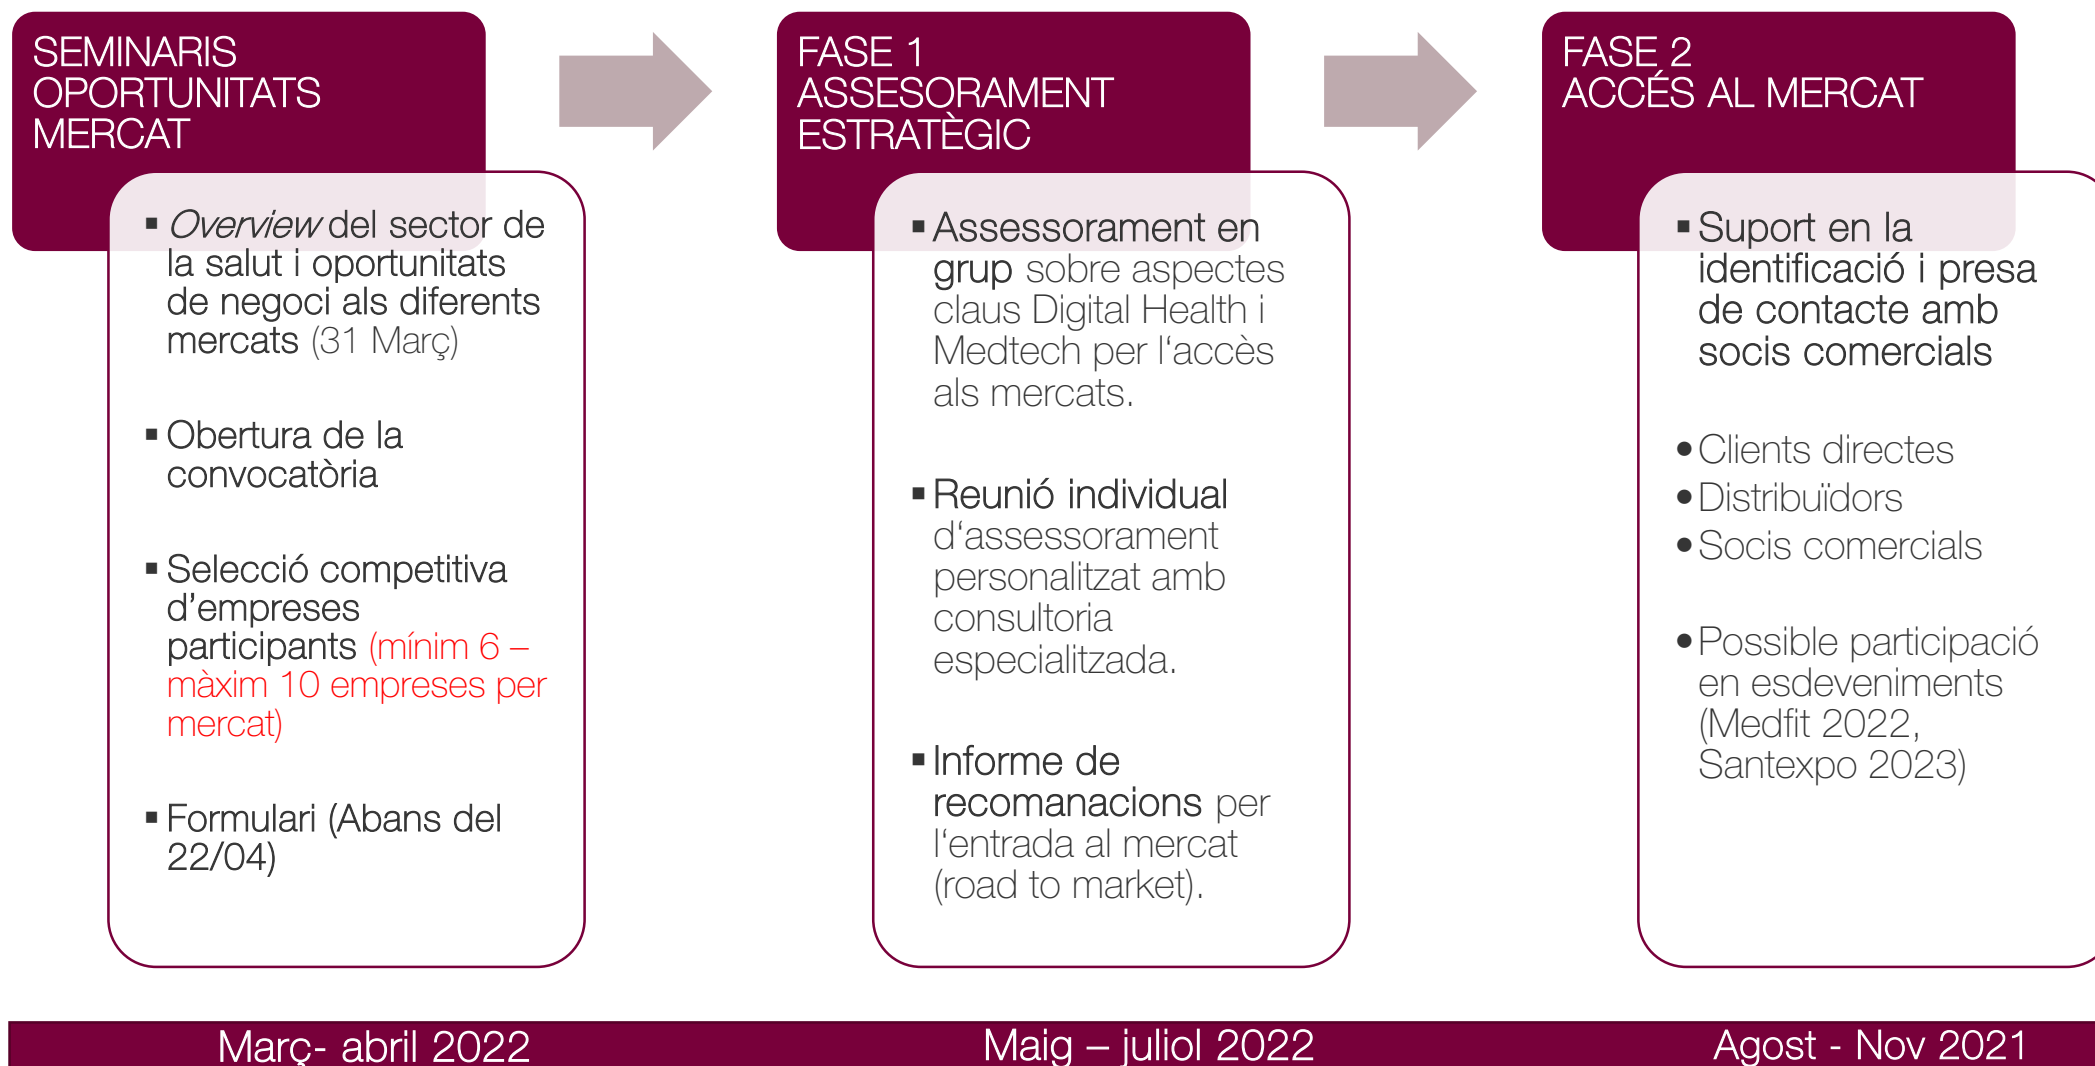 SEMINARIS
OPORTUNITATS
MERCAT
▪ Overview del sector de
la salut i oportunitats
de negoci als diferents
mercats (31 Març)
▪ Obertura de la
convocatòria
▪ Selecció competitiva
d’empreses
participants (mínim 6 –
màxim 10 empreses per
mercat)
▪ Formulari (Abans del
22/04)
FASE 1
ASSESORAMENT
ESTRATÈGIC
▪ Assessorament en
grup sobre aspectes
claus Digital Health i
Medtech per l‘accès
als mercats.
▪ Reunió individual
d‘assessorament
personalitzat amb
consultoria
especialitzada.
▪ Informe de
recomanacions per
l‘entrada al mercat
(road to market).
FASE 2
ACCÉS AL MERCAT
▪ Suport en la
identificació i presa
de contacte amb
socis comercials
• Clients directes
• Distribuïdors
• Socis comercials
• Possible participació
en esdeveniments
(Medfit 2022,
Santexpo 2023)
Març- abril 2022
Maig – juliol 2022
Agost - Nov 2021